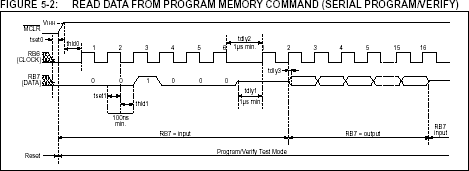 FIGURE 5-2: READ DATA FROM PROGRAM MEMORY COMMAND (SERIAL PROGRAM/VERIFY)
VIHH
MCLR
tset0
thld0
tdly2
1μs min.
RB6
(CLOCK)
1 2 3 4 5 6 1 2 3 4 5 15 16
tdly3
RB7
(DATA)
0 0 1 0 0 0
tset1
thld1
tdly1
1μs min.
100ns
min.
RB7 = input
RB7 = output
RB7
input
Reset
Program/Verify Test Mode